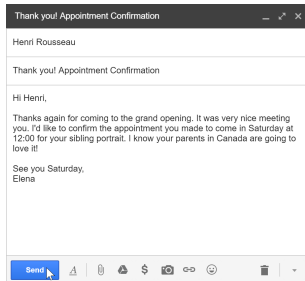 Thank you! Appointment Confirmation
Henri Rousseau
Thank you! Appointment Confirmation
Hi Henri,
Thanks again for coming to the grand opening. It was very nice meeting
you. I'd like to confirm the appointment you made to come in Saturday at
12:00 for your sibling portrait. I know your parents in Canada are going to
love it!
See you Saturday,
Elena
Send A $